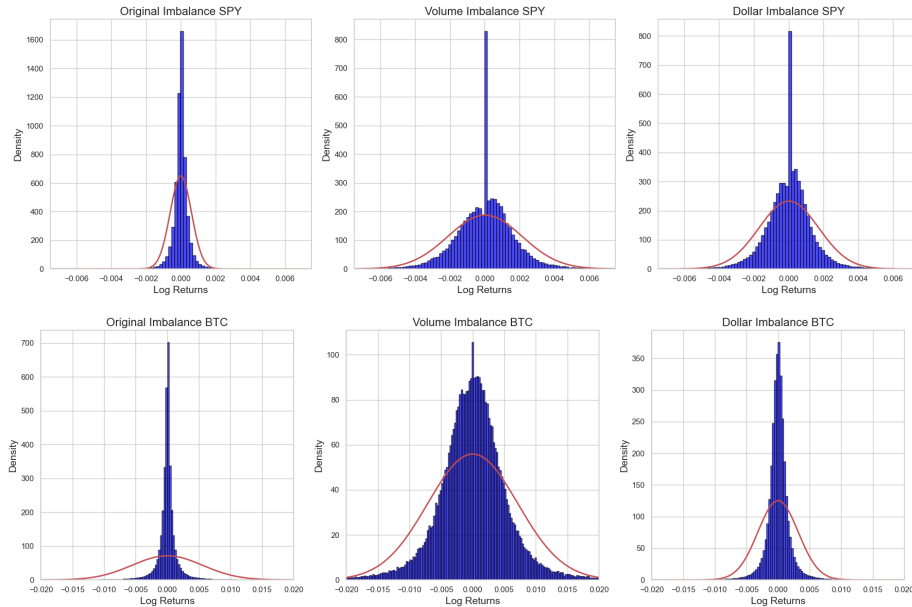 Original Imbalance SPY
Density
1600
1400
1200
1000
800
600
400
200
0
−0.006 −0.004 −0.002 0.000 0.002 0.004 0.006
Log Returns
Volume Imbalance SPY
Density
800
700
600
500
400
300
200
100
0
−0.006 −0.004 −0.002 0.000 0.002 0.004 0.006
Log Returns
Dollar Imbalance SPY
Density
800
700
600
500
400
300
200
100
0
−0.006 −0.004 −0.002 0.000 0.002 0.004 0.006
Log Returns
Original Imbalance BTC
Density
700
600
500
400
300
200
100
0
−0.020 −0.015 −0.010 −0.005 0.000 0.005 0.010 0.015 0.020
Log Returns
Volume Imbalance BTC
Density
100
80
60
40
20
0
−0.020 −0.015 −0.010 −0.005 0.000 0.005 0.010 0.015 0.020
Log Returns
Dollar Imbalance BTC
Density
350
300
250
200
150
100
50
0
−0.020 −0.015 −0.010 −0.005 0.000 0.005 0.010 0.015 0.020
Log Returns